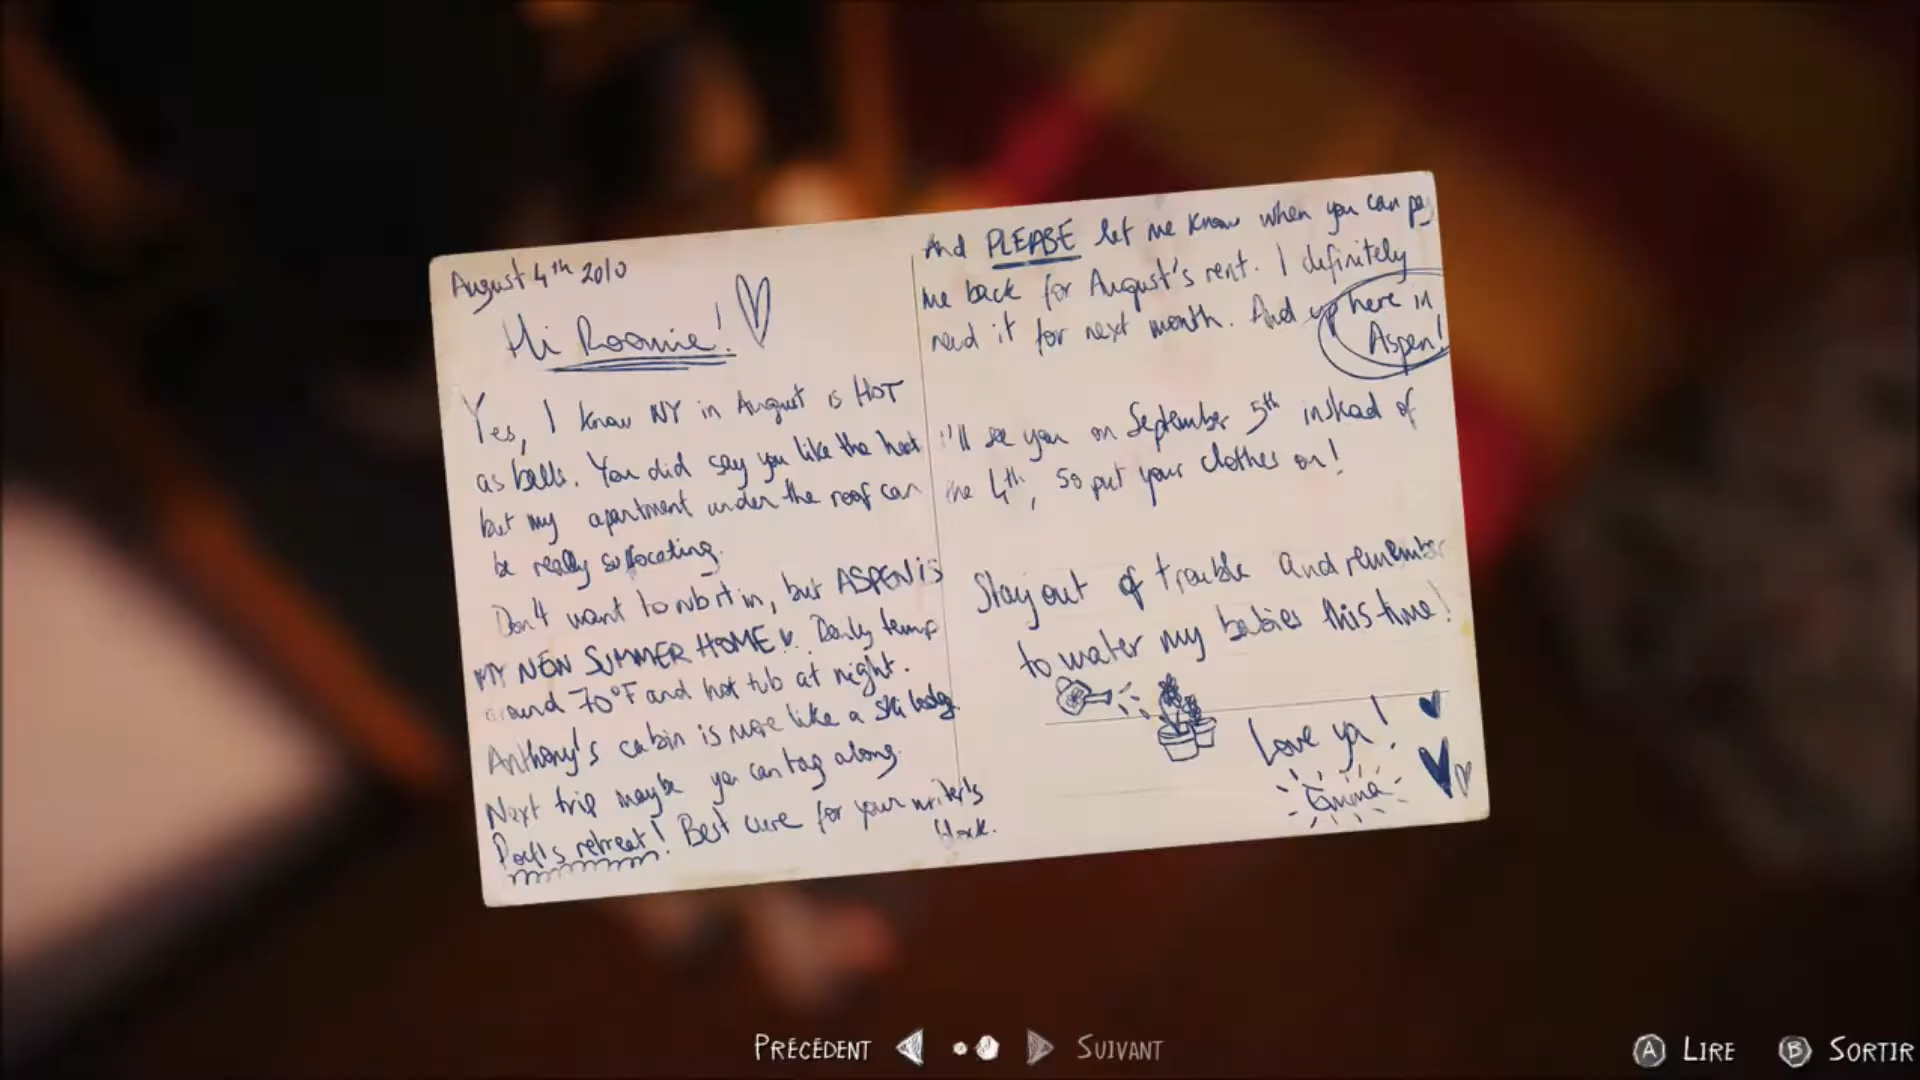 August 4th 2010
Hi Roomie!
Yes, I know NY in August is HOT
as balls. You did say you like the heat
but my apartment under the roof can
be really suffocating.
Don't want to rub it in, but ASPEN is
MY NEW SUMMER HOME. Daily temp
around 70°F and hot tub at night.
Anthony's cabin is more like a ski lodge.
Next trip maybe you can tag along.
Poet's retreat! Best cure for your writer's
block.
And PLEASE let me know when you can pay
me back for August's rent. I definitely
need it for next month. And up here in
Aspen!
I'll see you on September 5th instead of
the 4th, so put your clothes on!
Stay out of trouble and remember
to water my babies this time!
Love ya!
Emma
PRÉCÉDENT SUIVANT
A LIRE B SORTIR